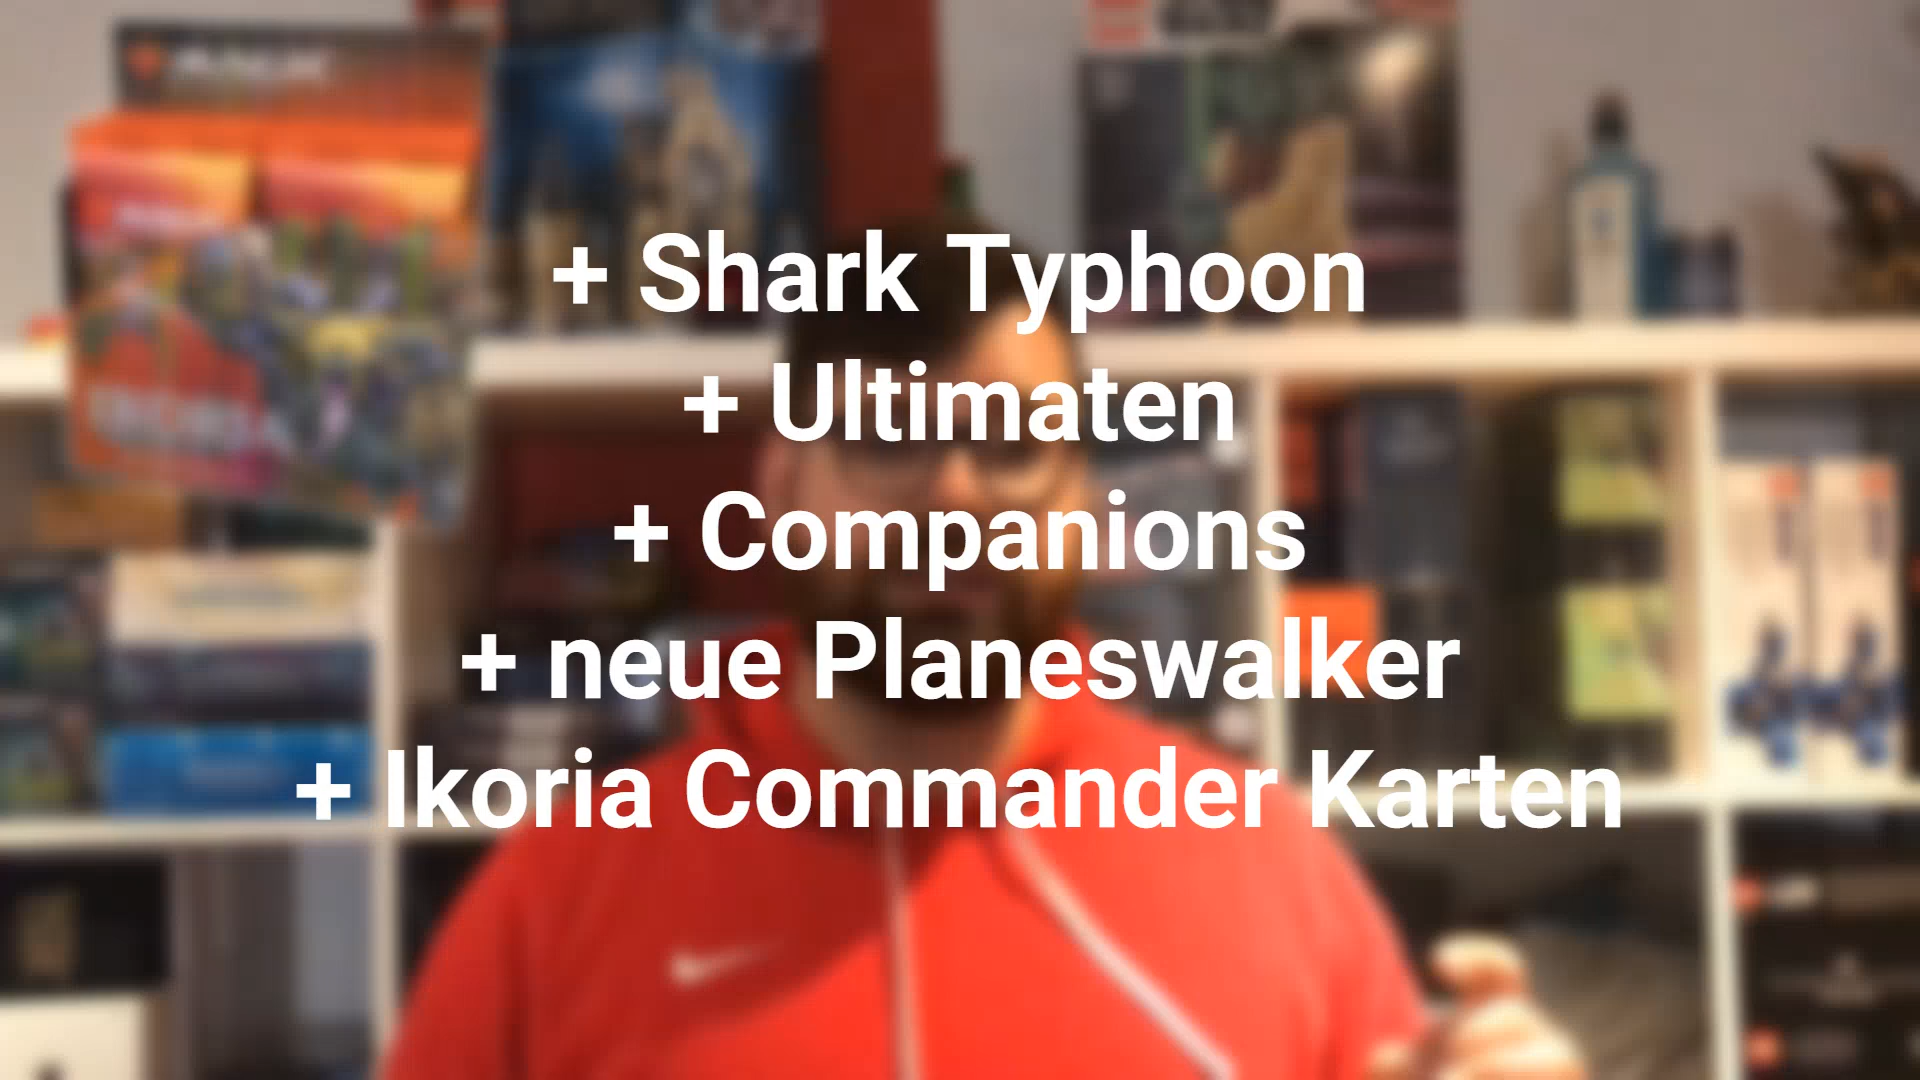 + Shark Typhoon
+ Ultimaten
+ Companions
+ neue Planeswalker
+ Ikoria Commander Karten